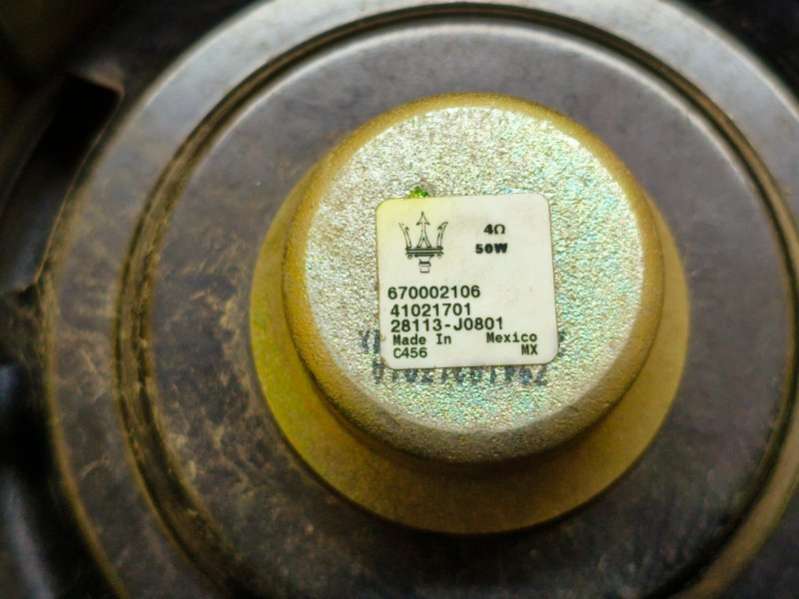 4Ω
50W
670002106
41021701
28113-J0801
Made In Mexico
C456 MX